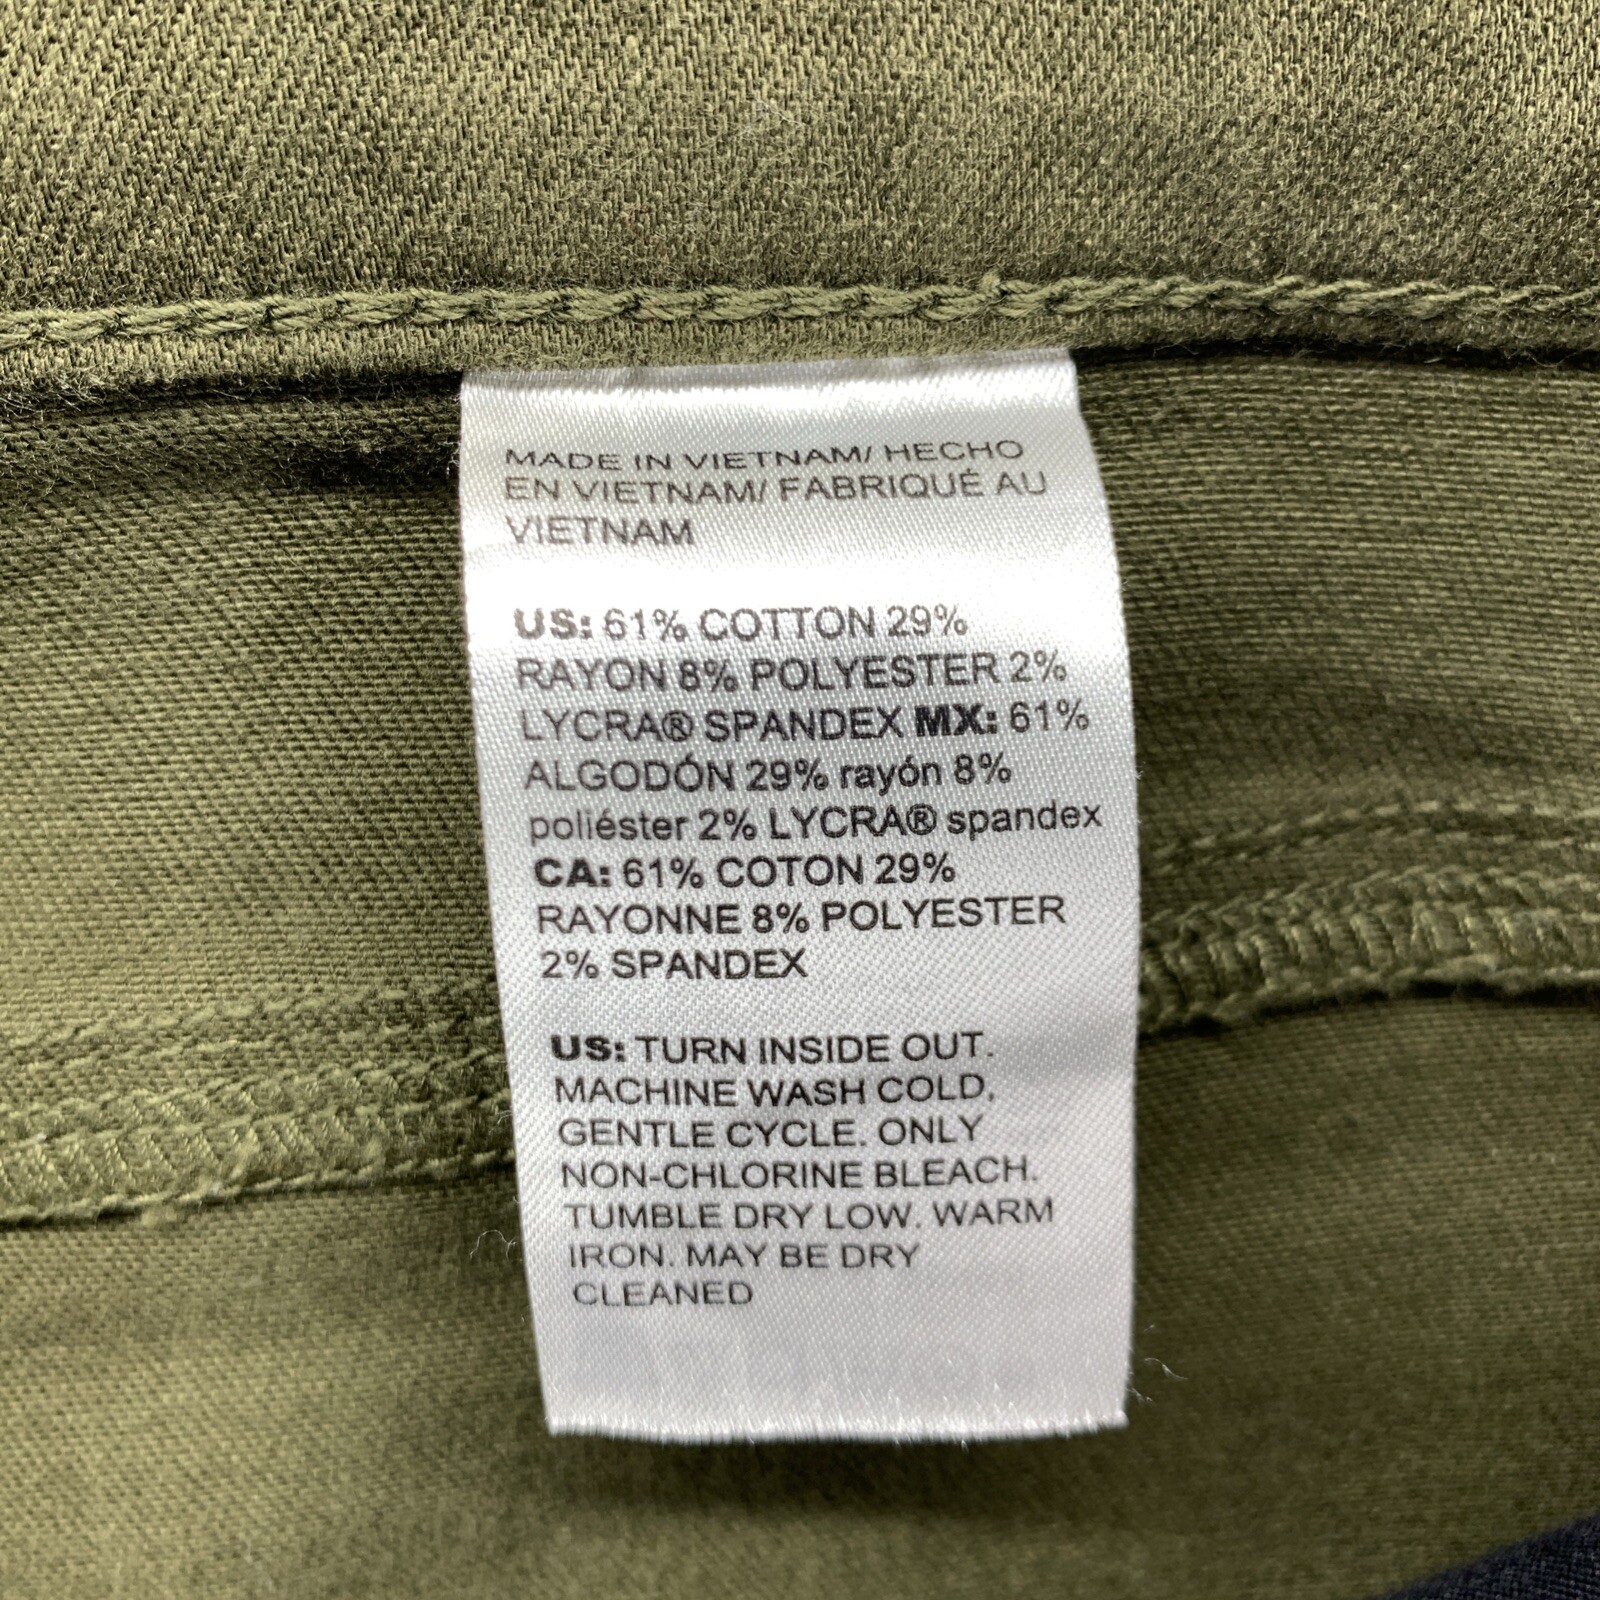 MADE IN VIETNAM/ HECHO
EN VIETNAM/ FABRIQUÉ AU
VIETNAM
US: 61% COTTON 29%
RAYON 8% POLYESTER 2%
LYCRA® SPANDEX MX: 61%
ALGODÓN 29% rayón 8%
poliéster 2% LYCRA® spandex
CA: 61% COTON 29%
RAYONNE 8% POLYESTER
2% SPANDEX
US: TURN INSIDE OUT.
MACHINE WASH COLD,
GENTLE CYCLE. ONLY
NON-CHLORINE BLEACH.
TUMBLE DRY LOW. WARM
IRON. MAY BE DRY
CLEANED